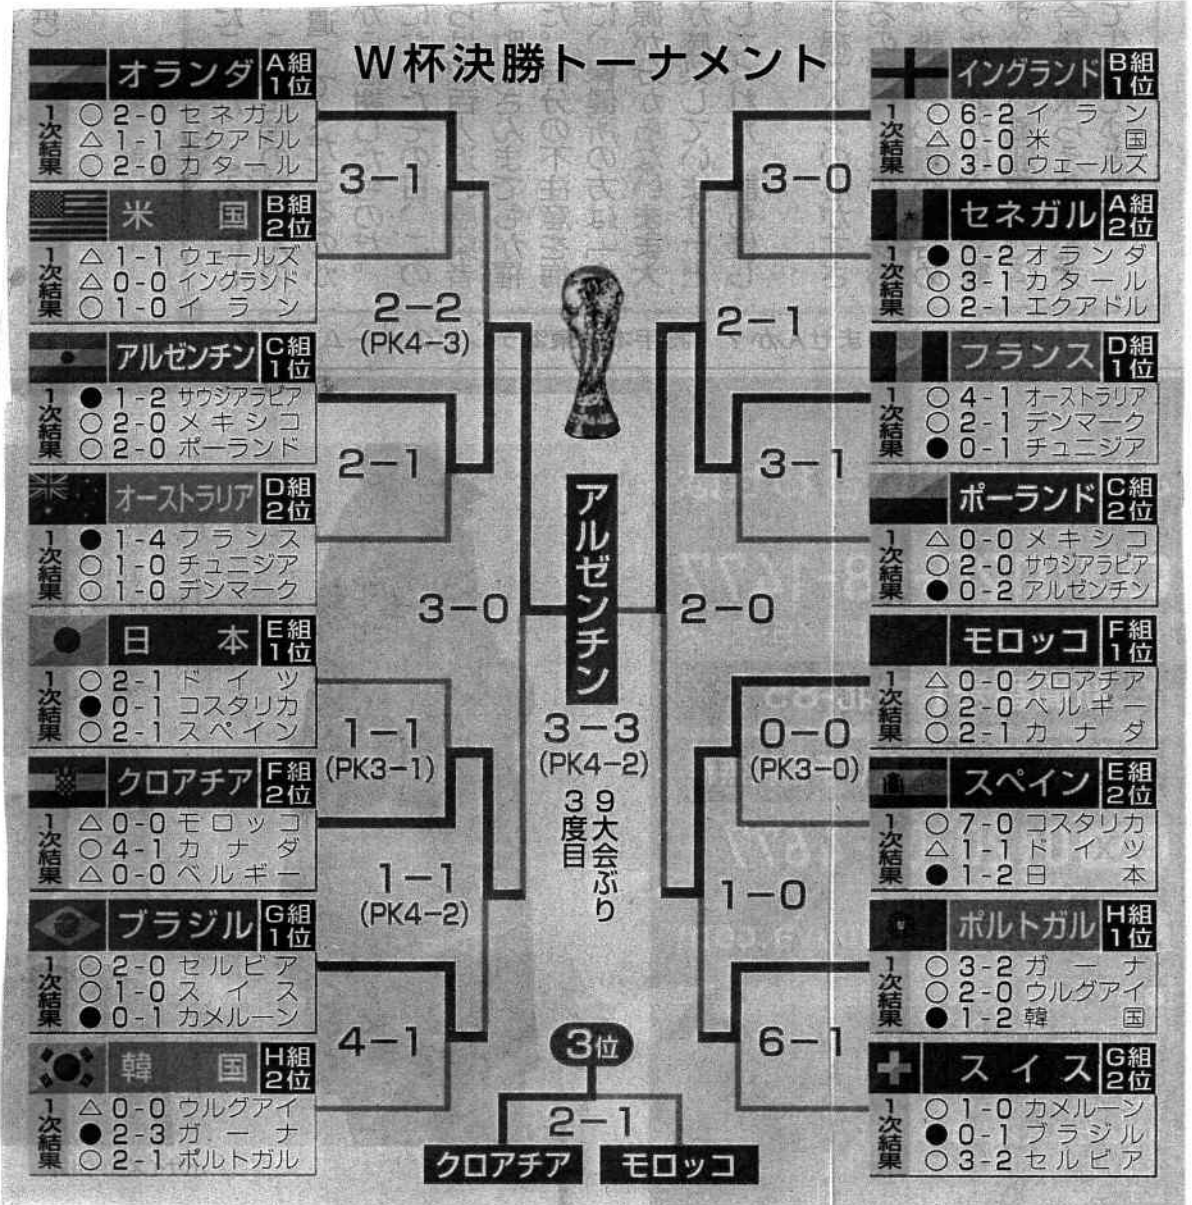 W杯決勝トーナメント
オランダ
A組
1位
1次結果
○2-0セネガル
△1-1エクアドル
○2-0カタール
米国
B組
2位
1次結果
△1-1ウェールズ
△0-0イングランド
○1-0イラン
アルゼンチン
C組
1位
1次結果
●1-2サウジアラビア
○2-0メキシコ
○2-0ポーランド
オーストラリア
D組
2位
1次結果
●1-4フランス
○1-0チュニジア
○1-0デンマーク
日本
E組
1位
1次結果
○2-1ドイツ
●0-1コスタリカ
○2-1スペイン
クロアチア
F組
2位
1次結果
△0-0モロッコ
○4-1カナダ
△0-0ベルギー
ブラジル
G組
1位
1次結果
○2-0セルビア
○1-0スイス
●0-1カメルーン
韓国
H組
2位
1次結果
△0-0ウルグアイ
●2-3ガーナ
○2-1ポルトガル
3-1
2-2
(PK4-3)
2-1
3-0
1-1
(PK3-1)
1-1
(PK4-2)
4-1
アルゼンチン
3-3
(PK4-2)
9大会ぶり
3度目
3位
2-1
クロアチア
モロッコ
3-0
2-1
3-1
2-0
0-0
(PK3-0)
1-0
6-1
イングランド
B組
1位
1次結果
○6-2イラン
△0-0米国
○3-0ウェールズ
セネガル
A組
2位
1次結果
●0-2オランダ
○3-1カタール
○2-1エクアドル
フランス
D組
1位
1次結果
○4-1オーストラリア
○2-1デンマーク
●0-1チュニジア
ポーランド
C組
2位
1次結果
△0-0メキシコ
○2-0サウジアラビア
●0-2アルゼンチン
モロッコ
F組
1位
1次結果
△0-0クロアチア
○2-0ベルギー
○2-1カナダ
スペイン
E組
2位
1次結果
○7-0コスタリカ
△1-1ドイツ
●1-2日本
ポルトガル
H組
1位
1次結果
○3-2ガーナ
○2-0ウルグアイ
●1-2韓国
スイス
G組
2位
1次結果
○1-0カメルーン
●0-1ブラジル
○3-2セルビア